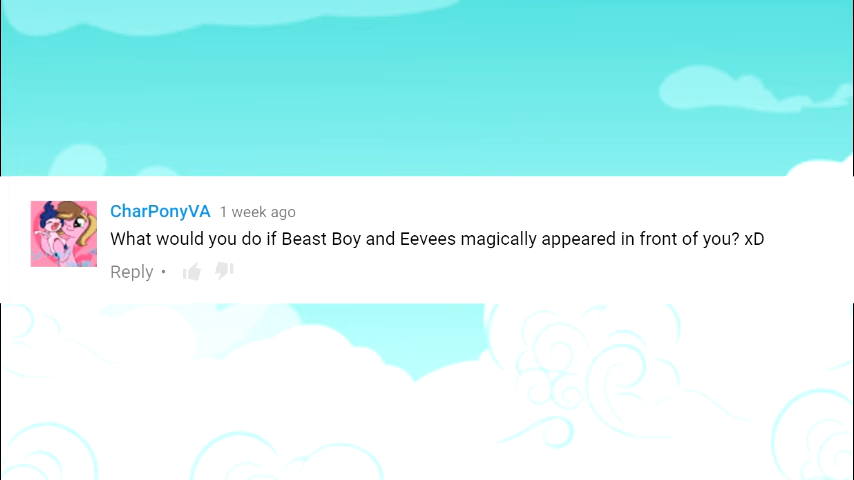 CharPonyVA 1 week ago
What would you do if Beast Boy and Eevees magically appeared in front of you? xD
Reply •